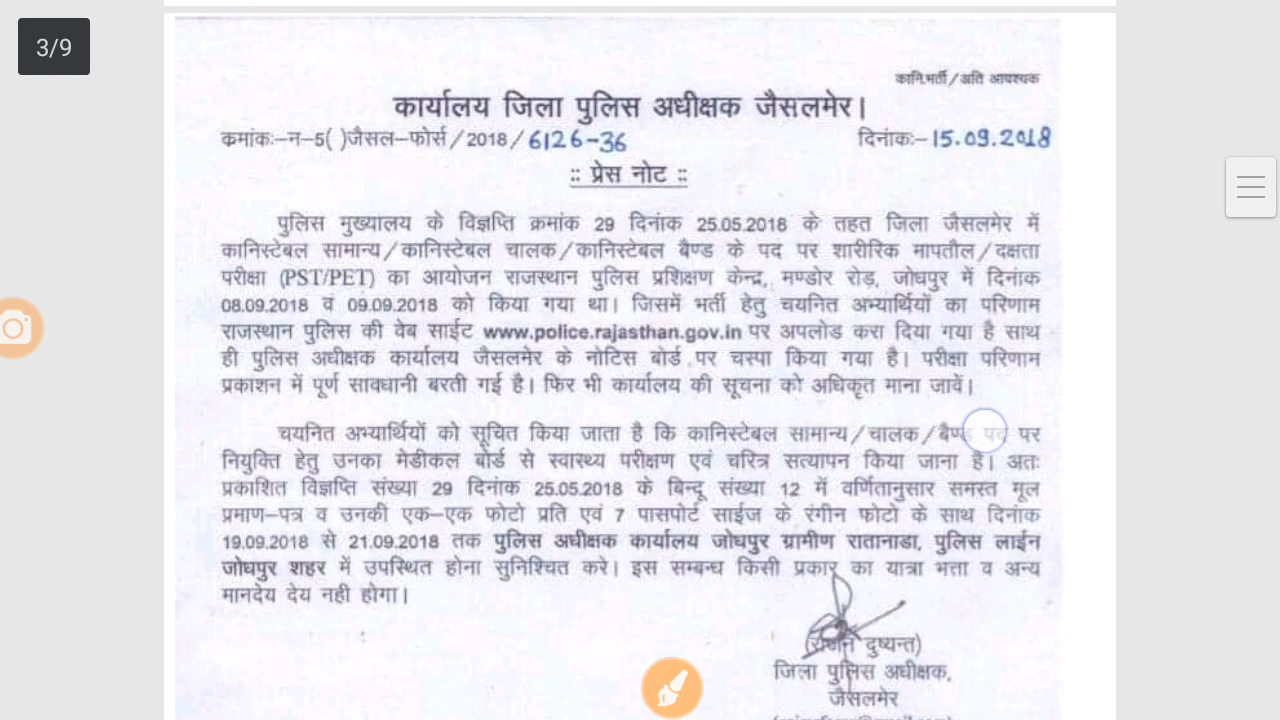 3/9
कानि.भर्ती/अति आवश्यक
कार्यालय जिला पुलिस अधीक्षक जैसलमेर।
क्रमांकः-न-5( )जैसल-फोर्स/2018/6126-36 दिनांकः-15.09.2018
:: प्रेस नोट ::
पुलिस मुख्यालय के विज्ञप्ति क्रमांक 29 दिनांक 25.05.2018 के तहत जिला जैसलमेर में
कानिस्टेबल सामान्य/कानिस्टेबल चालक/कानिस्टेबल बैण्ड के पद पर शारीरिक मापतौल/दक्षता
परीक्षा (PST/PET) का आयोजन राजस्थान पुलिस प्रशिक्षण केन्द्र, मण्डोर रोड़, जोधपुर में दिनांक
08.09.2018 व 09.09.2018 को किया गया था। जिसमें भर्ती हेतु चयनित अभ्यार्थियों का परिणाम
राजस्थान पुलिस की वेब साईट www.police.rajasthan.gov.in पर अपलोड करा दिया गया है साथ
ही पुलिस अधीक्षक कार्यालय जैसलमेर के नोटिस बोर्ड पर चस्पा किया गया है। परीक्षा परिणाम
प्रकाशन में पूर्ण सावधानी बरती गई है। फिर भी कार्यालय की सूचना को अधिकृत माना जावें।
चयनित अभ्यार्थियों को सूचित किया जाता है कि कानिस्टेबल सामान्य/चालक/बैण्ड पद पर
नियुक्ति हेतु उनका मेडीकल बोर्ड से स्वास्थ्य परीक्षण एवं चरित्र सत्यापन किया जाना है। अतः
प्रकाशित विज्ञप्ति संख्या 29 दिनांक 25.05.2018 के बिन्दू संख्या 12 में वर्णितानुसार समस्त मूल
प्रमाण-पत्र व उनकी एक-एक फोटो प्रति एवं 7 पासपोर्ट साईज के रंगीन फोटो के साथ दिनांक
19.09.2018 से 21.09.2018 तक पुलिस अधीक्षक कार्यालय जोधपुर ग्रामीण रातानाडा, पुलिस लाईन
जोधपुर शहर में उपस्थित होना सुनिश्चित करे। इस सम्बन्ध किसी प्रकार का यात्रा भत्ता व अन्य
मानदेय देय नही होगा।
दुष्यन्त)
जिला पुलिस अधीक्षक,
जैसलमेर